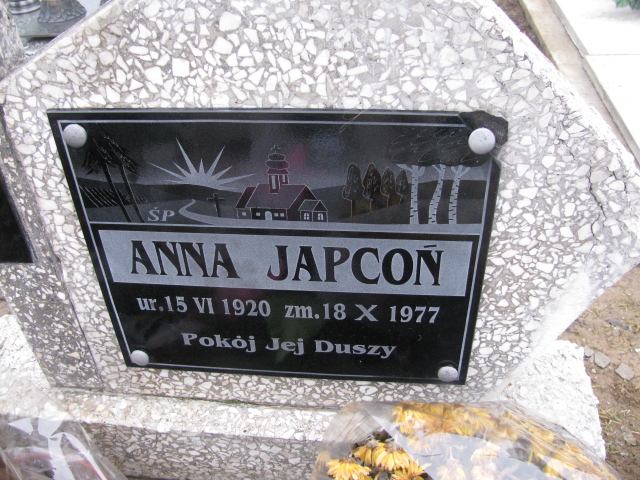 ŚP
ANNA JAPCOŃ
ur.15 VI 1920 zm.18 X 1977
Pokój Jej Duszy